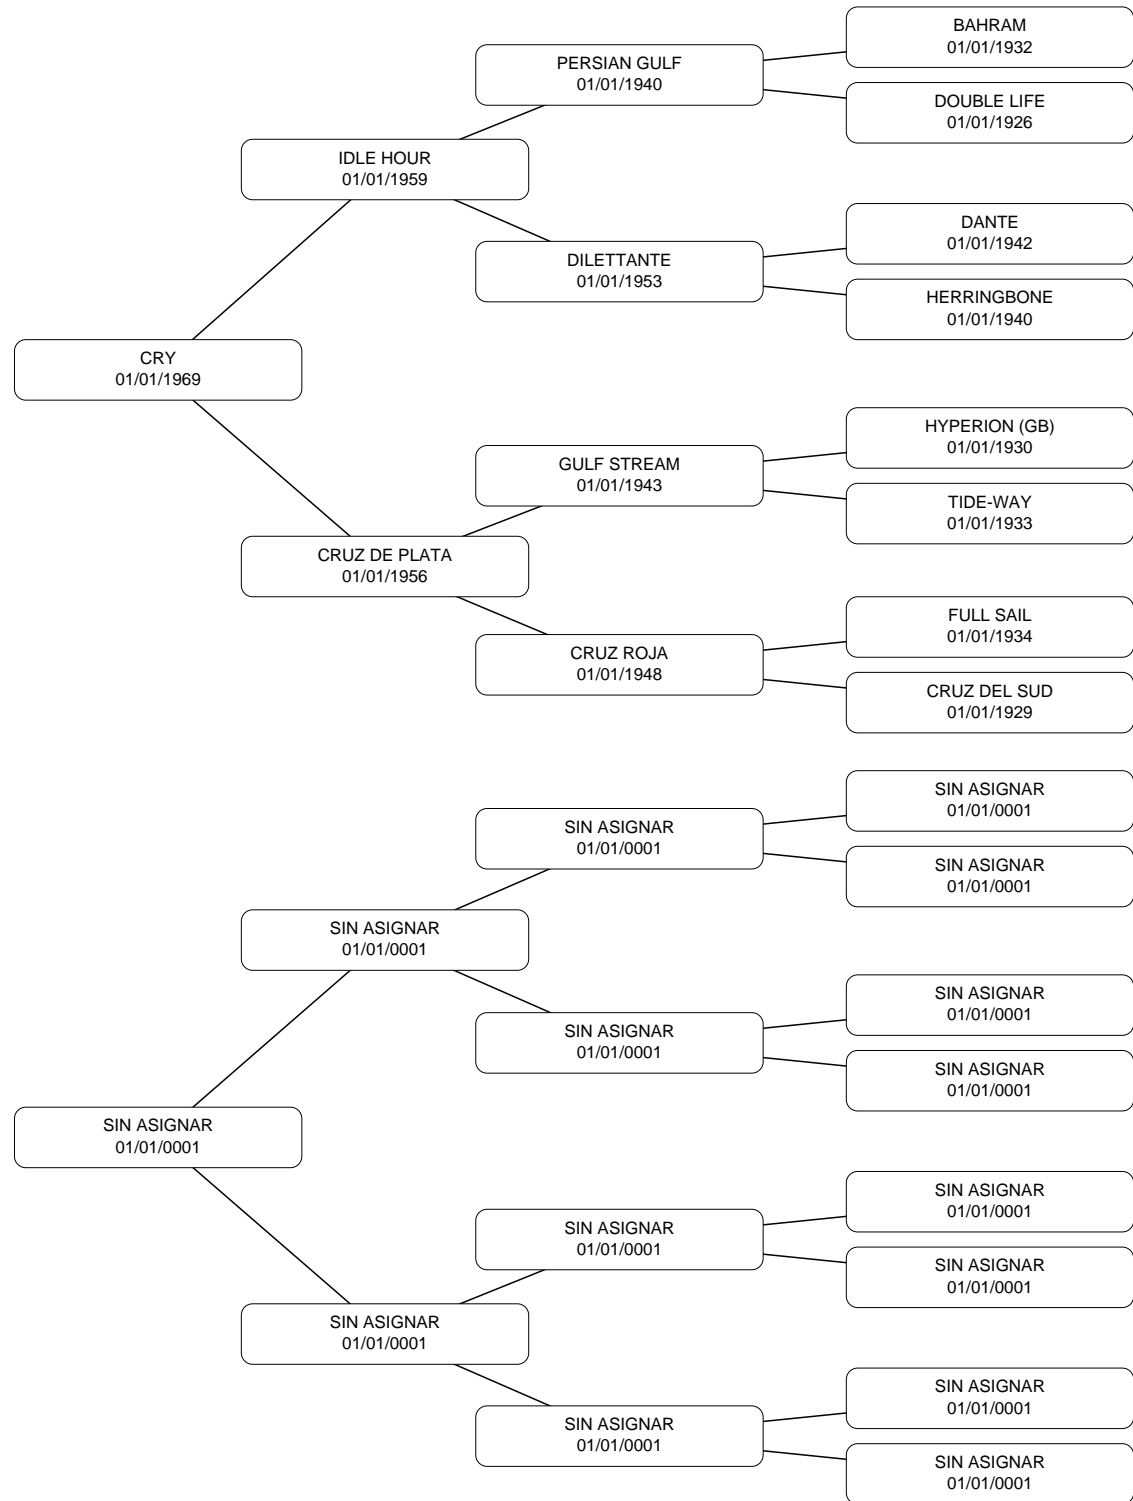 BAHRAM
01/01/1932
PERSIAN GULF
01/01/1940
DOUBLE LIFE
01/01/1926
IDLE HOUR
01/01/1959
DANTE
01/01/1942
DILETTANTE
01/01/1953
HERRINGBONE
01/01/1940
CRY
01/01/1969
HYPERION (GB)
01/01/1930
GULF STREAM
01/01/1943
TIDE-WAY
01/01/1933
CRUZ DE PLATA
01/01/1956
FULL SAIL
01/01/1934
CRUZ ROJA
01/01/1948
CRUZ DEL SUD
01/01/1929
SIN ASIGNAR
01/01/0001
SIN ASIGNAR
01/01/0001
SIN ASIGNAR
01/01/0001
SIN ASIGNAR
01/01/0001
SIN ASIGNAR
01/01/0001
SIN ASIGNAR
01/01/0001
SIN ASIGNAR
01/01/0001
SIN ASIGNAR
01/01/0001
SIN ASIGNAR
01/01/0001
SIN ASIGNAR
01/01/0001
SIN ASIGNAR
01/01/0001
SIN ASIGNAR
01/01/0001
SIN ASIGNAR
01/01/0001
SIN ASIGNAR
01/01/0001
SIN ASIGNAR
01/01/0001